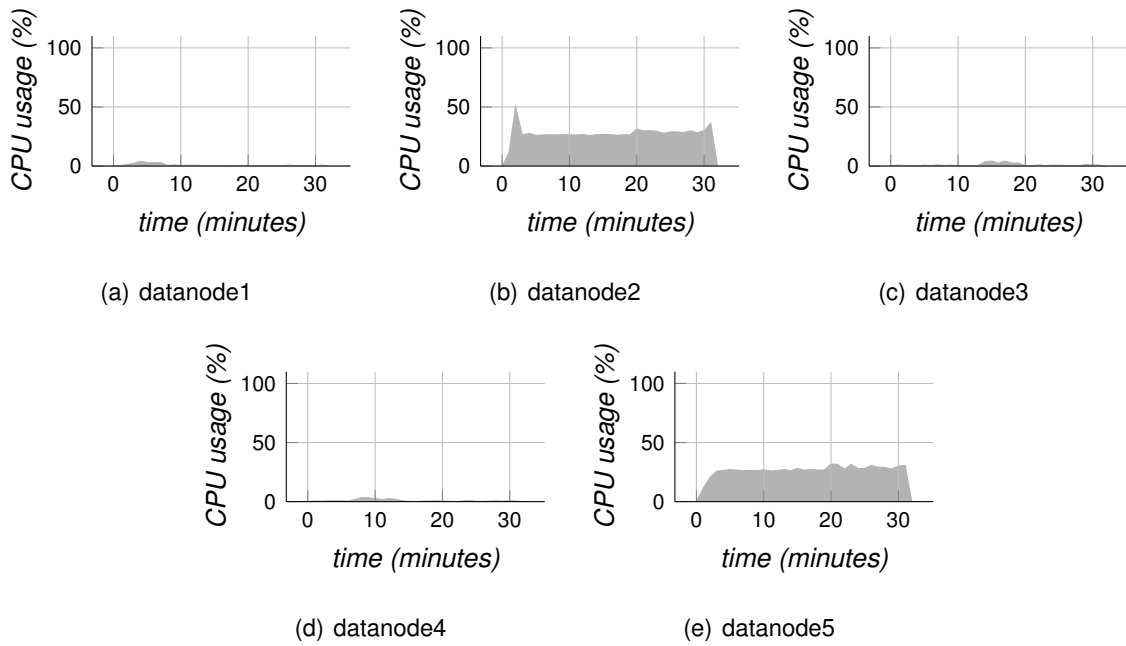 CPU usage (%)
100
50
0
0 10 20 30
time (minutes)
(a) datanode1
CPU usage (%)
100
50
0
0 10 20 30
time (minutes)
(b) datanode2
CPU usage (%)
100
50
0
0 10 20 30
time (minutes)
(c) datanode3
CPU usage (%)
100
50
0
0 10 20 30
time (minutes)
(d) datanode4
CPU usage (%)
100
50
0
0 10 20 30
time (minutes)
(e) datanode5